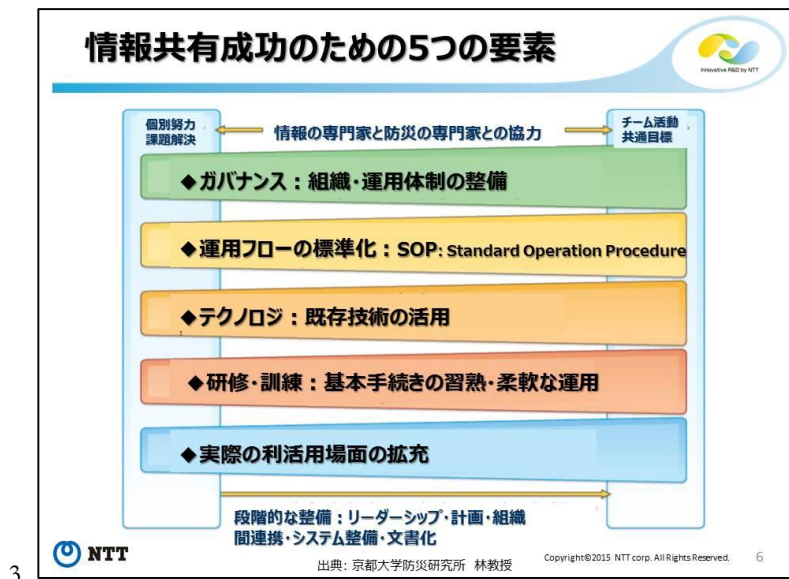 情報共有成功のための5つの要素
Innovative R&D by NTT
個別努力
課題解決
情報の専門家と防災の専門家との協力
チーム活動
共通目標
◆ガバナンス:組織・運用体制の整備
◆運用フローの標準化:SOP: Standard Operation Procedure
◆テクノロジ:既存技術の活用
◆研修・訓練:基本手続きの習熟・柔軟な運用
◆実際の利活用場面の拡充
段階的な整備:リーダーシップ・計画・組織
間連携・システム整備・文書化
NTT
出典: 京都大学防災研究所 林教授
Copyright©2015 NTT corp. All Rights Reserved.
6
3